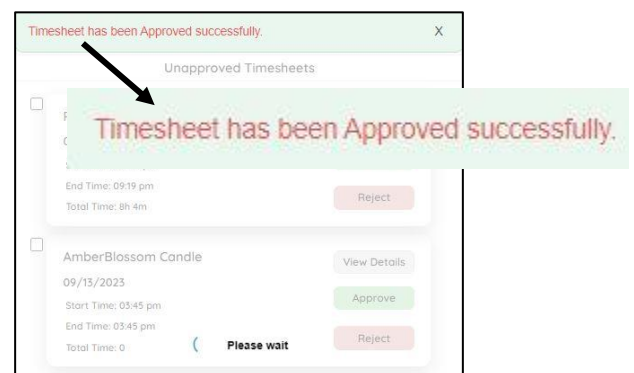 Timesheet has been Approved successfully. X
Unapproved Timesheets
Timesheet has been Approved successfully.
End Time: 09:19 pm
Total Time: 8h 4m
Reject
AmberBlossom Candle
View Details
09/13/2023
Start Time: 03:45 pm
Approve
End Time: 03:45 pm
Total Time: 0
Please wait
Reject